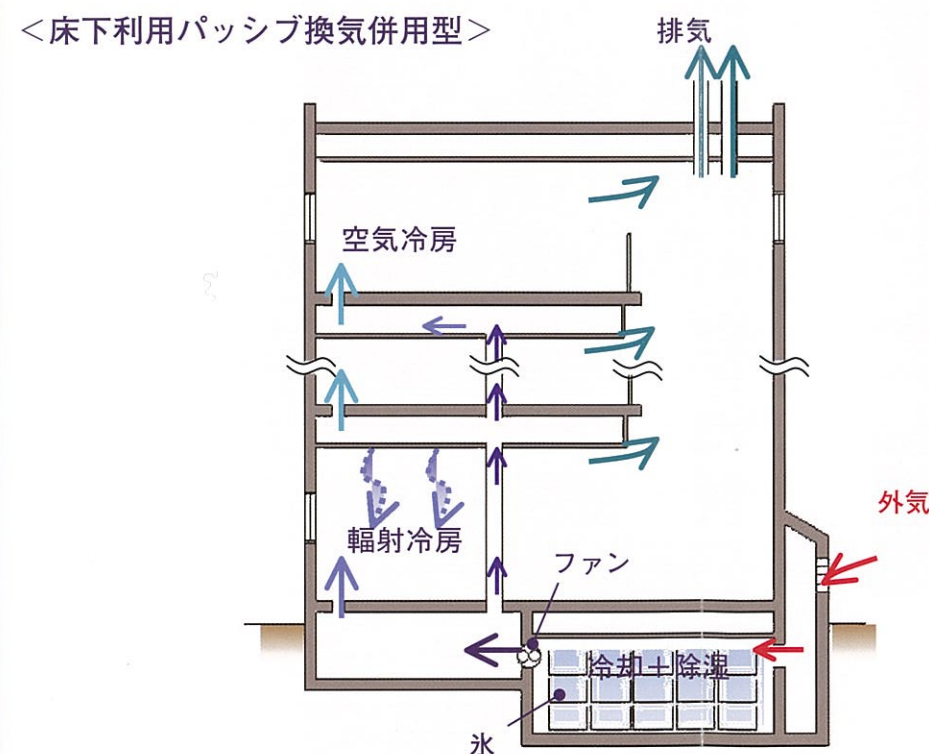 ＜床下利用パッシブ換気併用型＞
排気
空気冷房
外気
輻射冷房
ファン
冷却＋除湿
氷